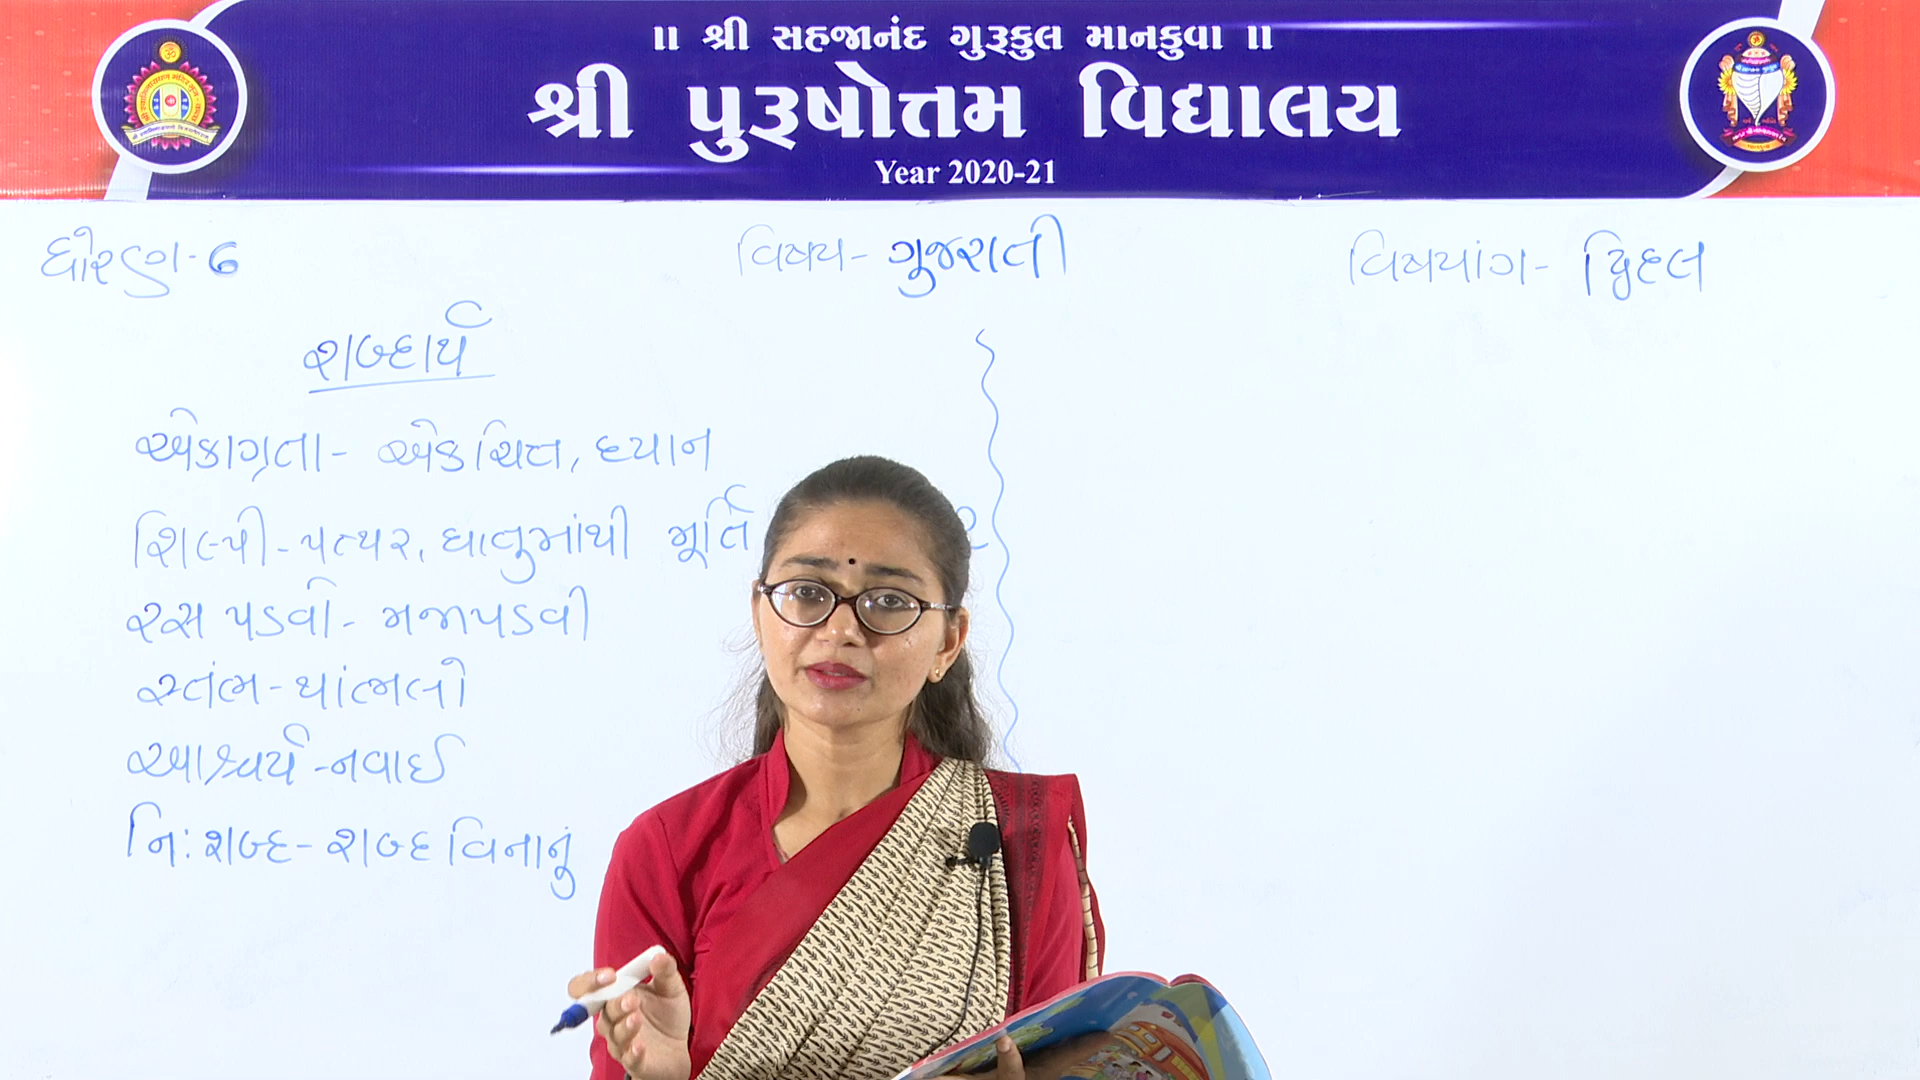 ॥ શ્રી સહજાનંદ ગુરૂકુલ માનકુવા ॥
શ્રી પુરૂષોત્તમ વિદ્યાલય
Year 2020-21
ધોરણ - ૬
વિષય - ગુજરાતી
વિષયાંગ - દ્વિદલ
શબ્દાર્થ
એકાગ્રતા - એકચિત્ત, ધ્યાન
શિલ્પી - પત્થર, ધાતુમાંથી મૂર્તિ
રસ પડવો - મજા પડવી
સ્તંભ - થાંભલો
આશ્ચર્ય - નવાઈ
નિ:શબ્દ - શબ્દ વિનાનું